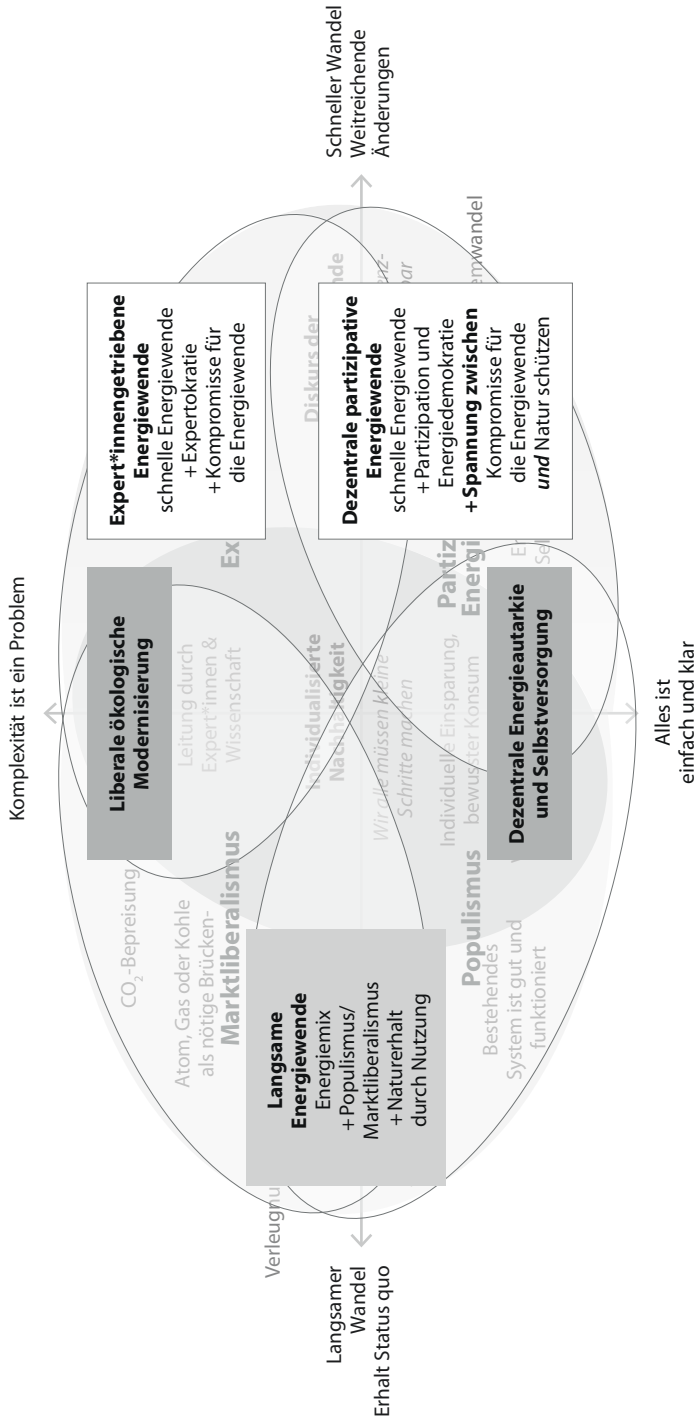 Komplexität ist ein Problem
Schneller Wandel
Weitreichende
Änderungen
Langsamer
Wandel
Erhalt Status quo
Alles ist
einfach und klar
Expert*innengetriebene
Energiewende
schnelle Energiewende
+ Expertokratie
+ Kompromisse für
die Energiewende
Dezentrale partizipative
Energiewende
schnelle Energiewende
+ Partizipation und
Energiedemokratie
+ Spannung zwischen
Kompromisse für
die Energiewende
und Natur schützen
Liberale ökologische
Modernisierung
Dezentrale Energieautarkie
und Selbstversorgung
Langsame
Energiewende
Energiemix
+ Populismus/
Marktliberalismus
+ Naturerhalt
durch Nutzung
CO₂-Bepreisung
Atom, Gas oder Kohle
als nötige Brücken-
Marktliberalismus
Leitung durch
Expert*innen &
Wissenschaft
Individualisierte
Nachhaltigkeit
Wir alle müssen kleine
Schritte machen
Individuelle Einsparung,
bewusster Konsum
Populismus
Bestehendes
System ist gut und
funktioniert
Diskurs der